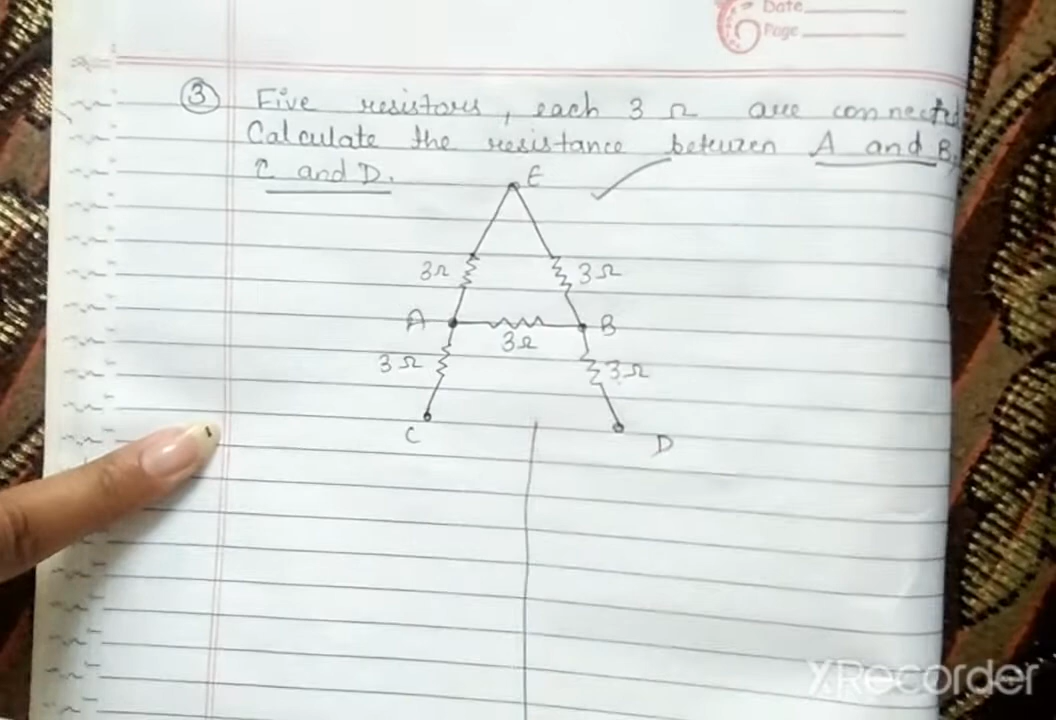 Date
Page
③ Five resistors, each 3 Ω are connected
Calculate the resistance between A and B,
C and D.
E
3Ω 3Ω
A B
3Ω
3Ω 3Ω
C D
XRecorder